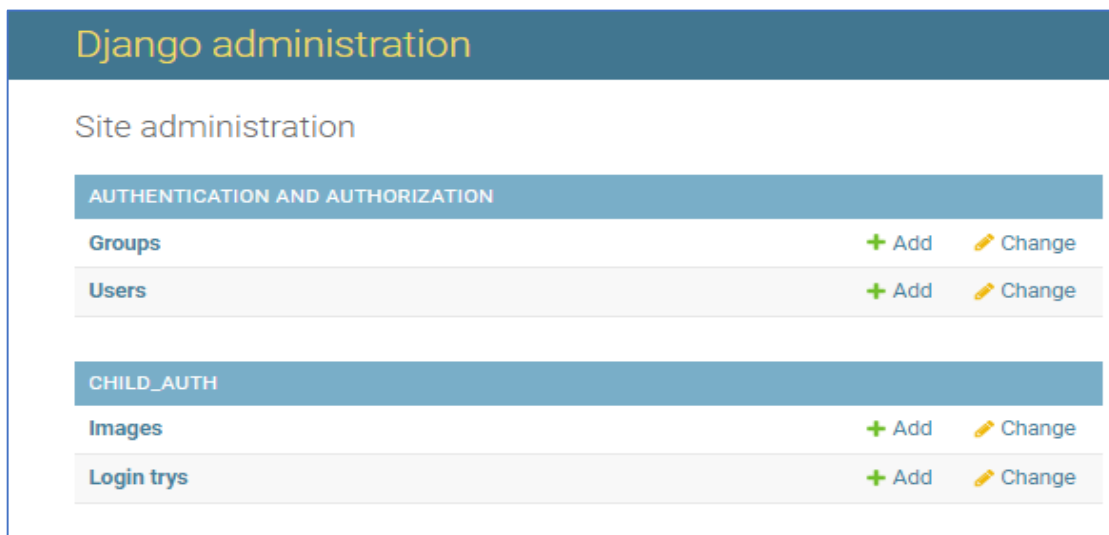 Django administration
Site administration
AUTHENTICATION AND AUTHORIZATION
Groups Add Change
Users Add Change
CHILD_AUTH
Images Add Change
Login trys Add Change